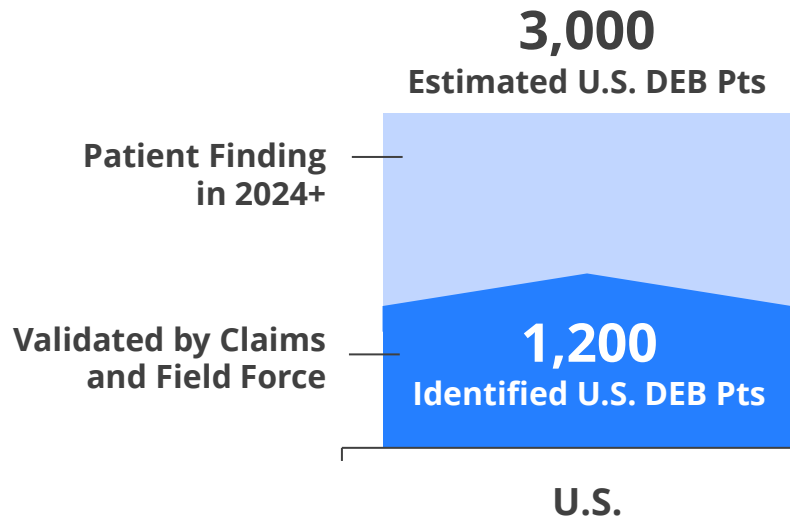 3,000
Estimated U.S. DEB Pts
Patient Finding
in 2024+
Validated by Claims
and Field Force
1,200
Identified U.S. DEB Pts
U.S.